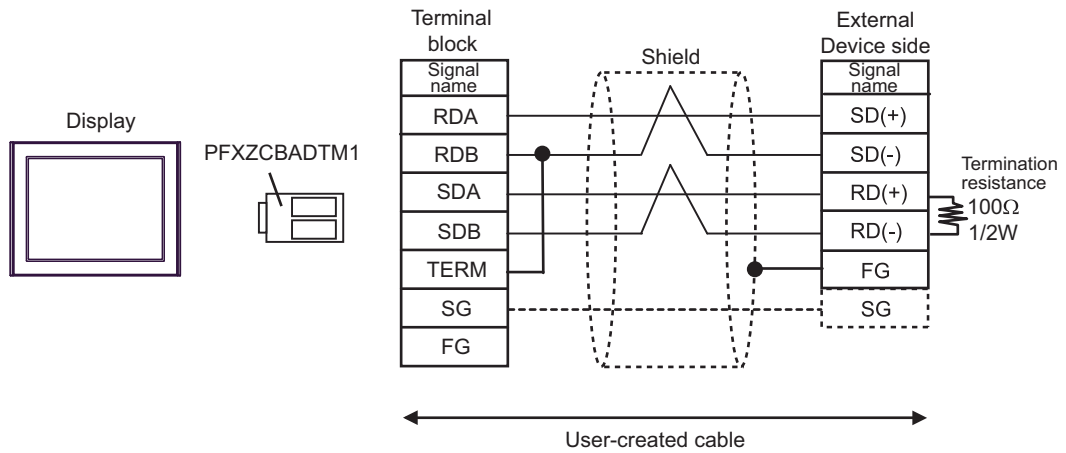 Terminal
block
External
Device side
Shield
Signal
name
Signal
name
Display
PFXZCBADTM1
RDA
SD(+)
RDB
SD(-)
SDA
RD(+)
SDB
RD(-)
TERM
FG
SG
SG
FG
Termination
resistance
100Ω
1/2W
User-created cable